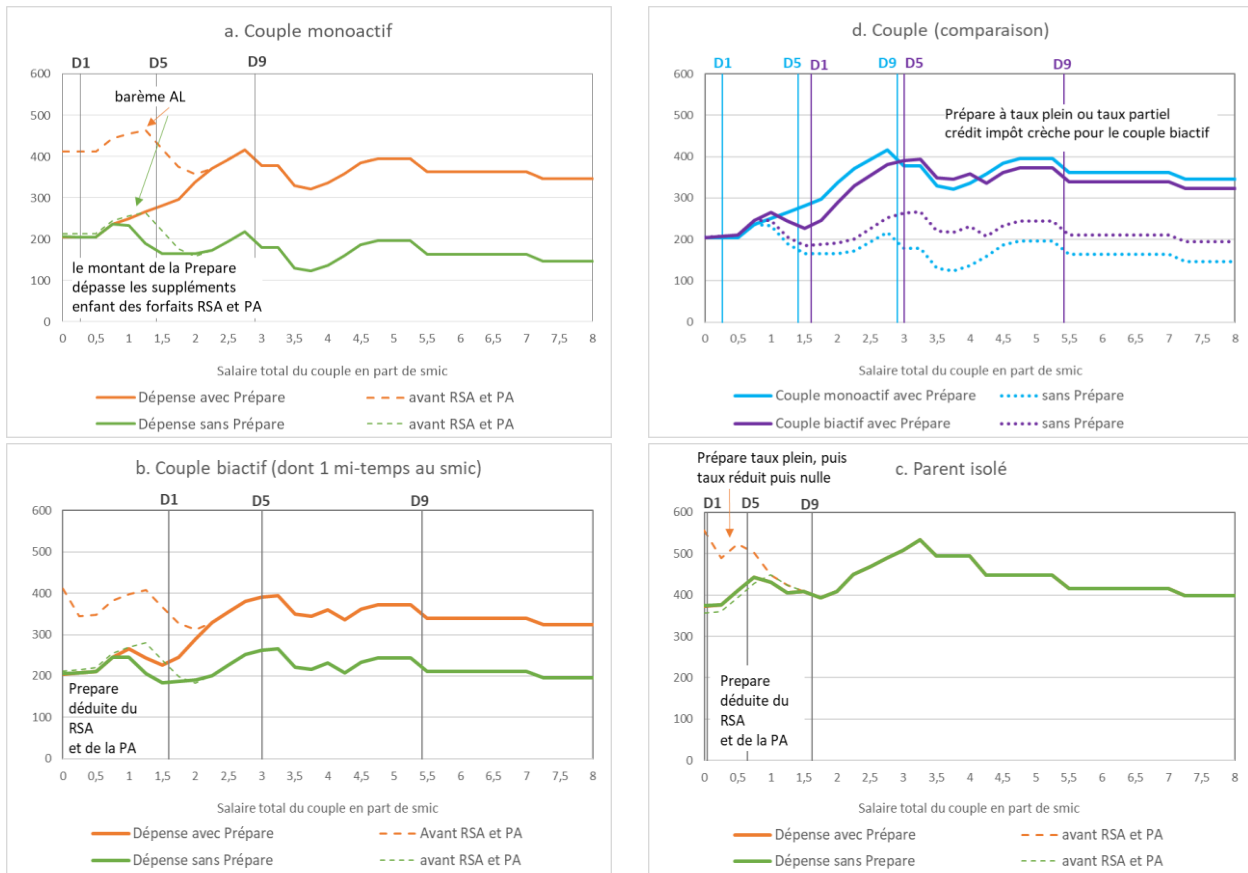 a. Couple monoactif
D1
D5
D9
600
500
400
300
200
100
0
barème AL
le montant de la Prepare
dépasse les suppléments
enfant des forfaits RSA et PA
0 0,5 1 1,5 2 2,5 3 3,5 4 4,5 5 5,5 6 6,5 7 7,5 8
Salaire total du couple en part de smic
Dépense avec Prépare
avant RSA et PA
Dépense sans Prépare
avant RSA et PA
d. Couple (comparaison)
D1
D5
D1
D9
D5
D9
600
500
400
300
200
100
0
Prépare à taux plein ou taux partiel
crédit impôt crèche pour le couple biactif
0 0,5 1 1,5 2 2,5 3 3,5 4 4,5 5 5,5 6 6,5 7 7,5 8
Salaire total du couple en part de smic
Couple monoactif avec Prépare
sans Prépare
Couple biactif avec Prépare
sans Prépare
b. Couple biactif (dont 1 mi-temps au smic)
D1
D5
D9
600
500
400
300
200
100
0
Prepare
déduite du
RSA
et de la PA
0 0,5 1 1,5 2 2,5 3 3,5 4 4,5 5 5,5 6 6,5 7 7,5 8
Salaire total du couple en part de smic
Dépense avec Prépare
Avant RSA et PA
Dépense sans Prépare
avant RSA et PA
Prépare taux plein, puis
taux réduit puis nulle
c. Parent isolé
D1
D5
D9
600
500
400
300
200
100
0
Prepare
déduite du
RSA
et de la PA
0 0,5 1 1,5 2 2,5 3 3,5 4 4,5 5 5,5 6 6,5 7 7,5 8
Salaire total du couple en part de smic
Dépense avec Prépare
avant RSA et PA
Dépense sans Prepare
avant RSA et PA